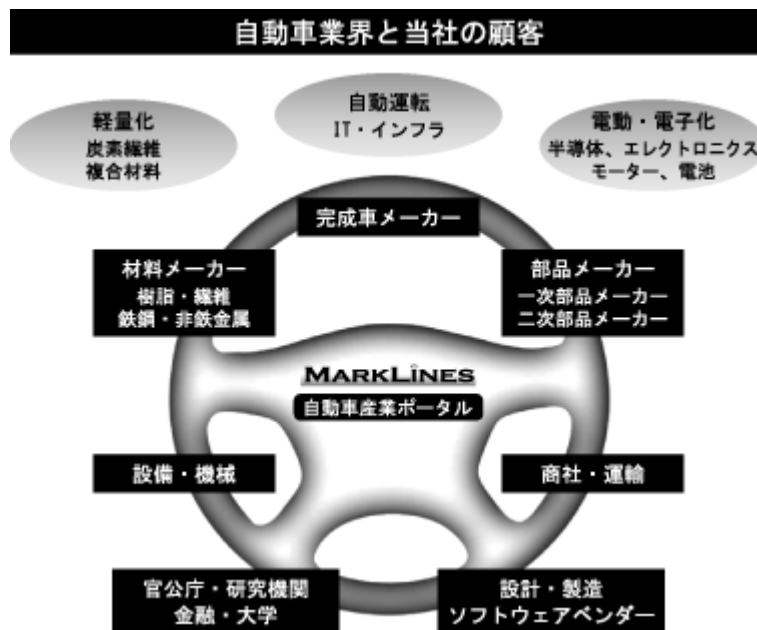 自動車業界と当社の顧客
自動運転
IT・インフラ
軽量化
炭素繊維
複合材料
電動・電子化
半導体、エレクトロニクス
モーター、電池
完成車メーカー
材料メーカー
樹脂・繊維
鉄鋼・非鉄金属
部品メーカー
一次部品メーカー
二次部品メーカー
MARKLINES
自動車産業ポータル
設備・機械
商社・運輸
官公庁・研究機関
金融・大学
設計・製造
ソフトウェアベンダー